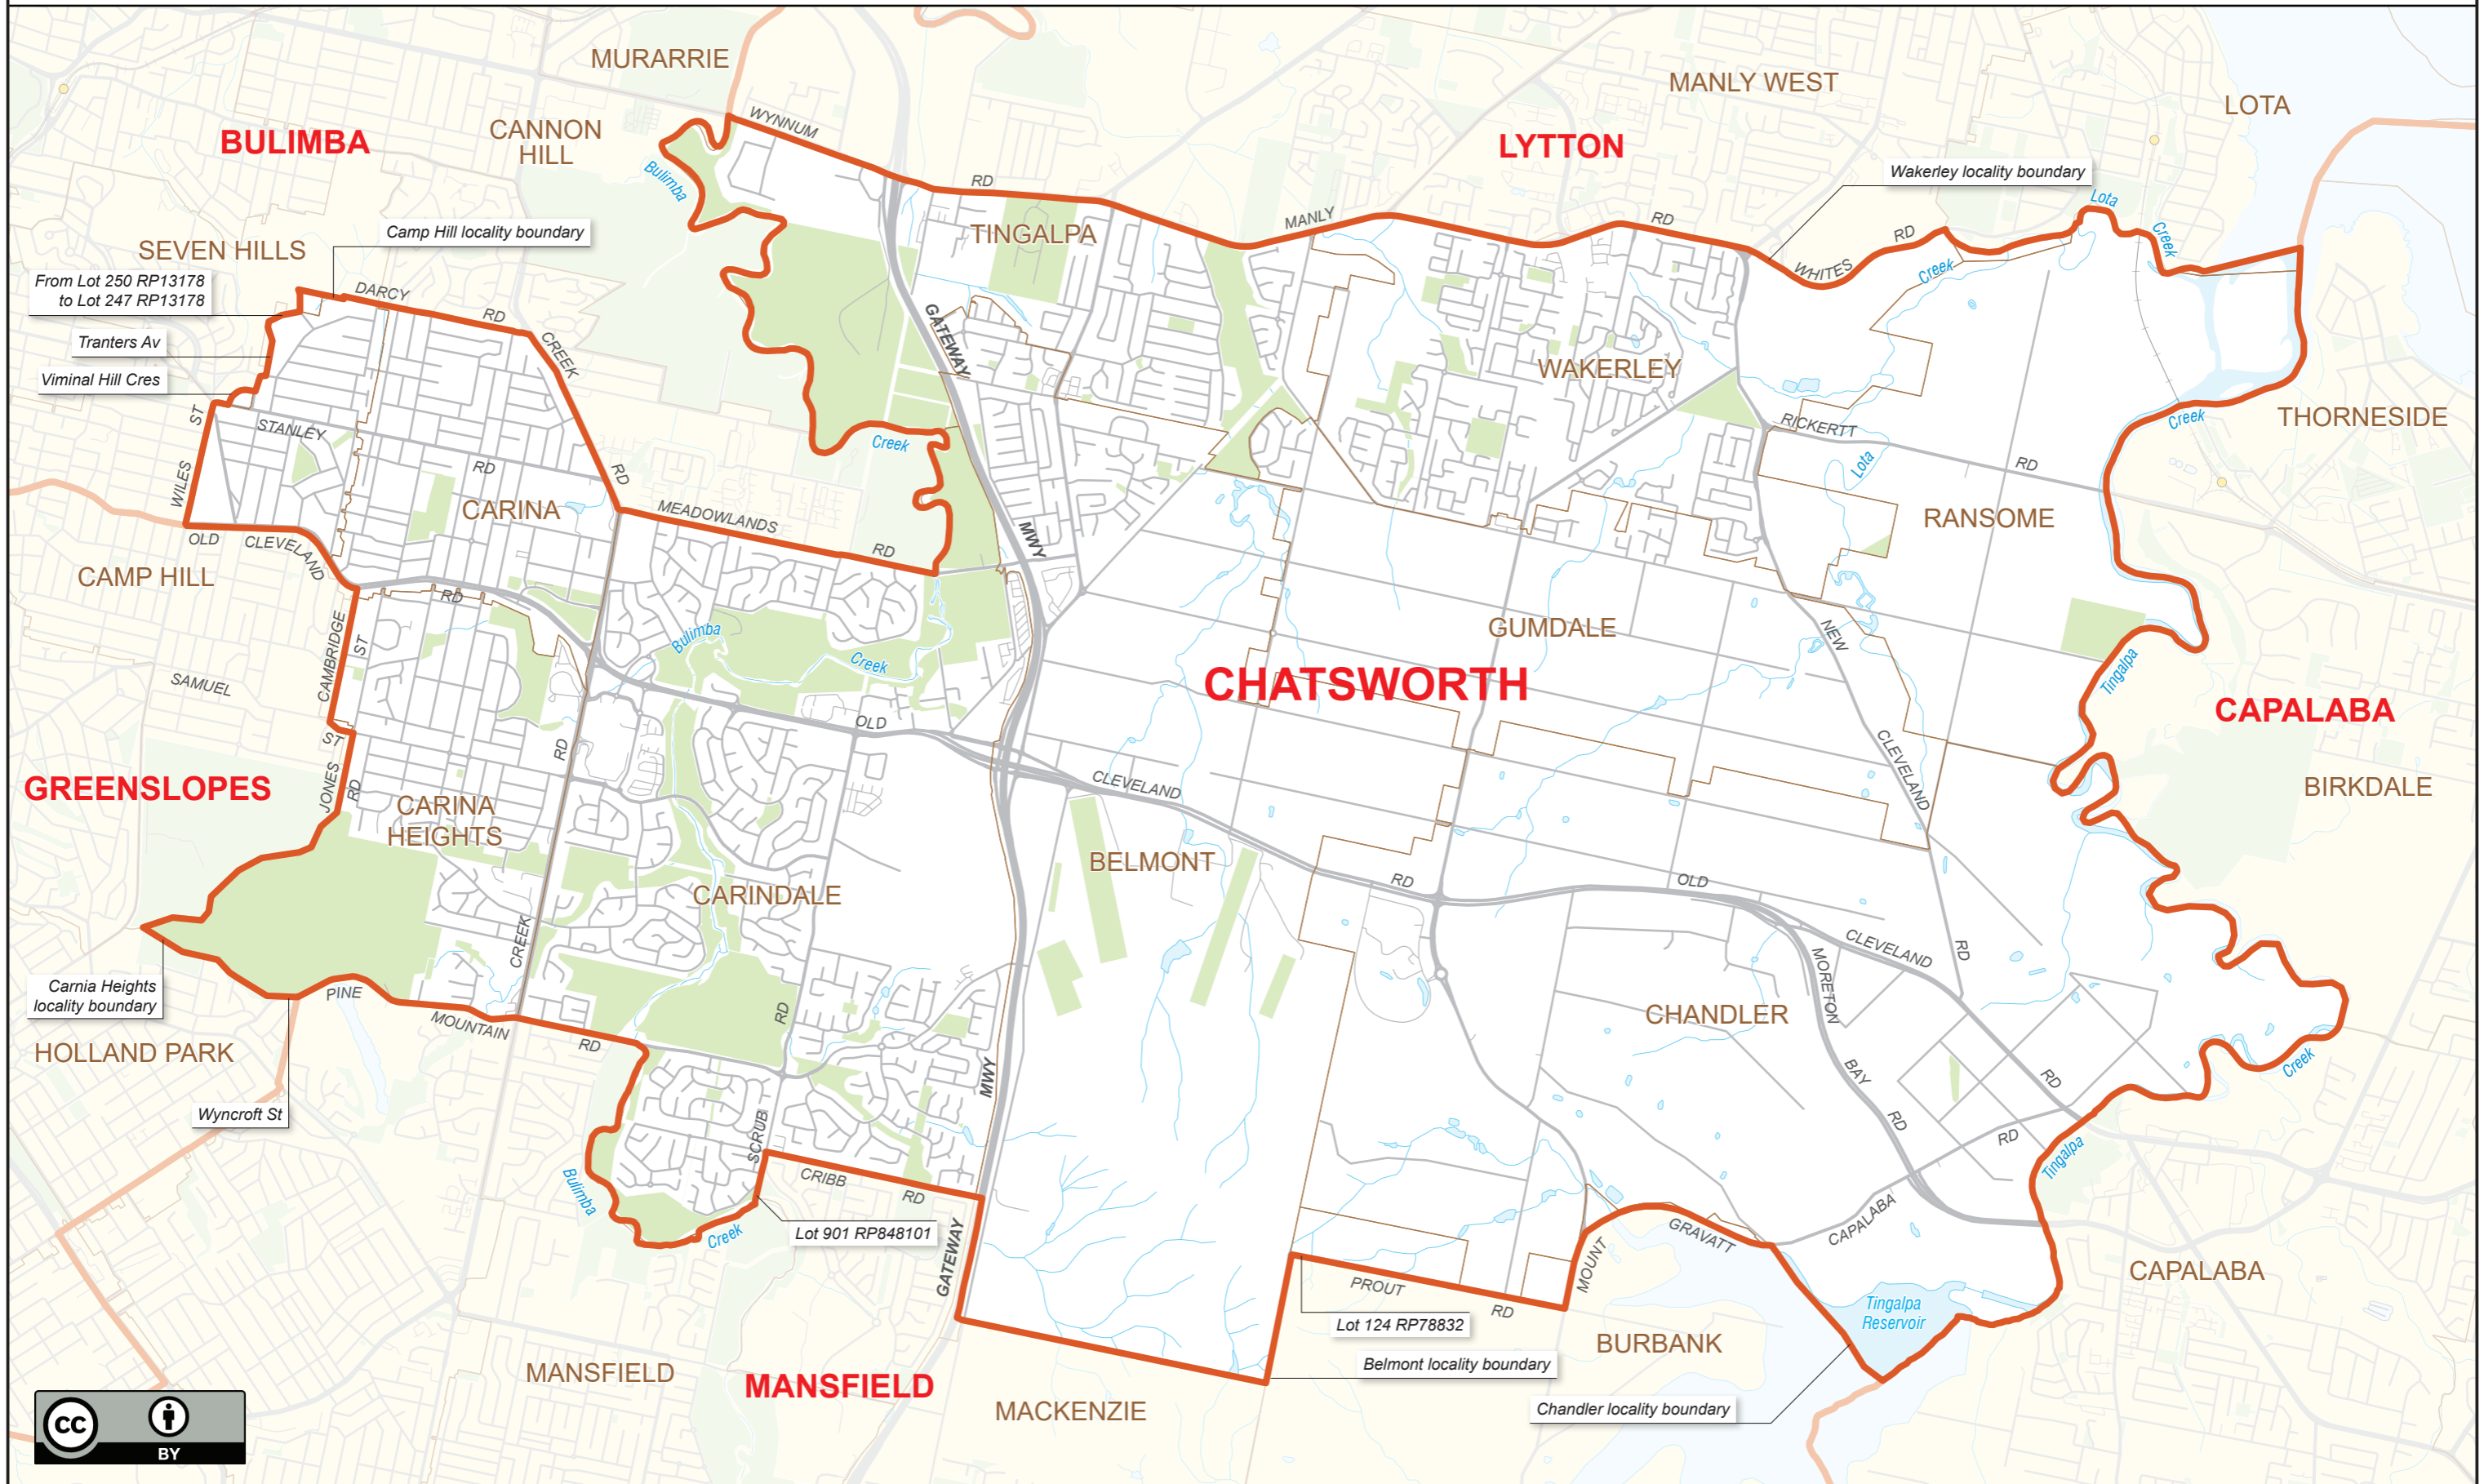 MURARRIE
MANLY WEST
LOTA
CANNON
HILL
BULIMBA
LYTTON
WYNNUM
RD
Wakerley locality boundary
Bulimba
Lota
Creek
SEVEN HILLS
Camp Hill locality boundary
TINGALPA
MANLY
RD
RD
WHITES
Creek
From Lot 250 RP13178
to Lot 247 RP13178
DARCY
RD
CREEK
RD
Tranters Av
Viminal Hill Cres
GATEWAY
MWY
WAKERLEY
ST
WILES
STANLEY
RD
Creek
RICKERTT
RD
Lota
Creek
THORNESIDE
CARINA
MEADOWLANDS
RD
RANSOME
OLD
CLEVELAND
RD
CAMP HILL
CAMBRIDGE
ST
Bulimba
Creek
GUMDALE
NEW
CLEVELAND
RD
Tingalpa
SAMUEL
ST
CHATSWORTH
CAPALABA
OLD
CLEVELAND
RD
RD
GREENSLOPES
JONES
RD
CARINA
HEIGHTS
BIRKDALE
BELMONT
CARINDALE
OLD
CLEVELAND
RD
CREEK
MORETON
BAY
RD
Carnia Heights
locality boundary
PINE
MOUNTAIN
RD
RD
CHANDLER
HOLLAND PARK
MWY
Creek
Wyncroft St
SCRUB
RD
Tingalpa
Bulimba
Creek
CRIBB
RD
Lot 901 RP848101
GATEWAY
MOUNT
GRAVATT
CAPALABA
CAPALABA
PROUT
RD
Tingalpa
Reservoir
Lot 124 RP78832
BURBANK
Belmont locality boundary
MANSFIELD
MANSFIELD
MACKENZIE
Chandler locality boundary
cc
BY